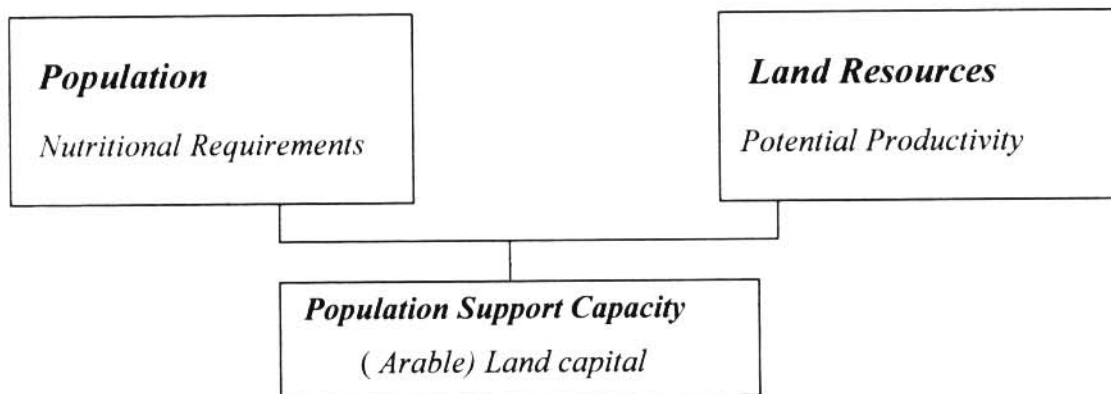 Population
Nutritional Requirements
Land Resources
Potential Productivity
Population Support Capacity
( Arable) Land capital